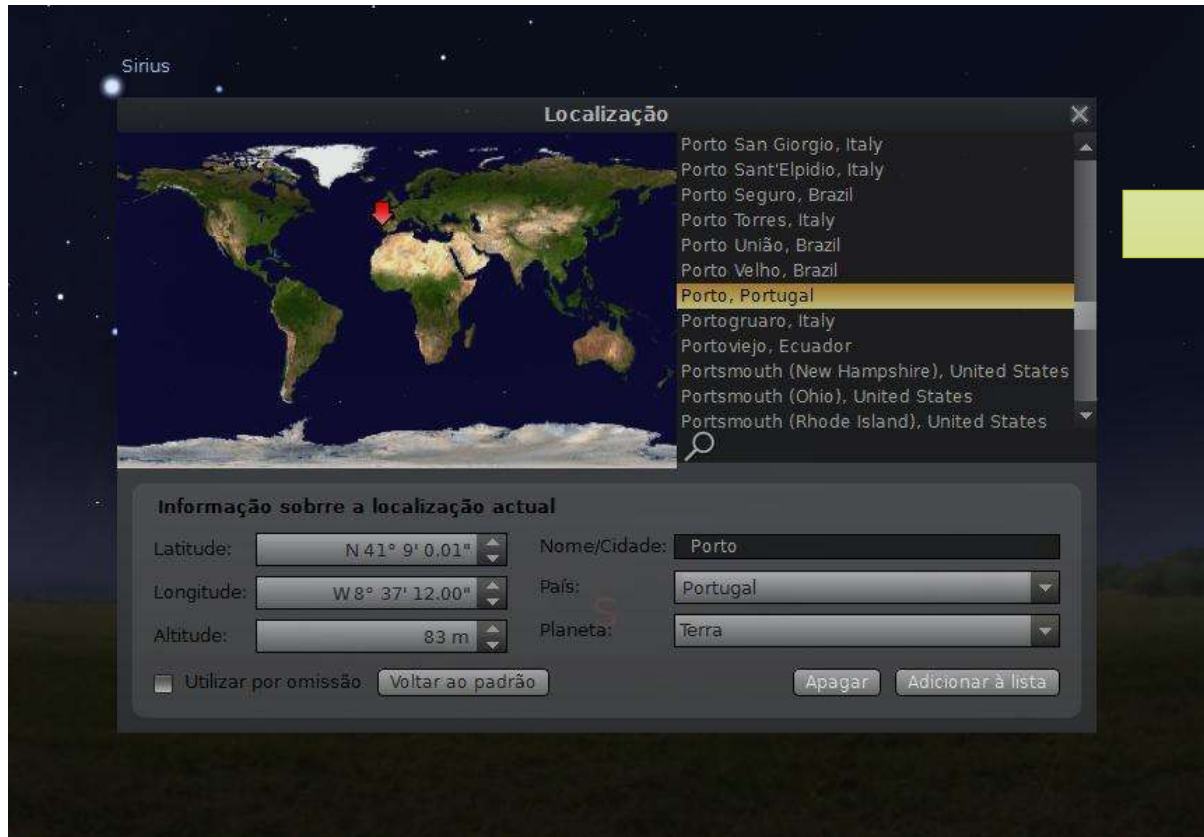 Sirius
Localização
Porto San Giorgio, Italy
Porto Sant'Elpidio, Italy
Porto Seguro, Brazil
Porto Torres, Italy
Porto União, Brazil
Porto Velho, Brazil
Porto, Portugal
Portogruaro, Italy
Portoviejo, Ecuador
Portsmouth (New Hampshire), United States
Portsmouth (Ohio), United States
Portsmouth (Rhode Island), United States
Informação sobrre a localização actual
Latitude: N 41° 9' 0.01" Nome/Cidade: Porto
Longitude: W 8° 37' 12.00" País: Portugal
S
Altitude: 83 m Planeta: Terra
Utilizar por omissão Voltar ao padrão Apagar Adicionar à lista